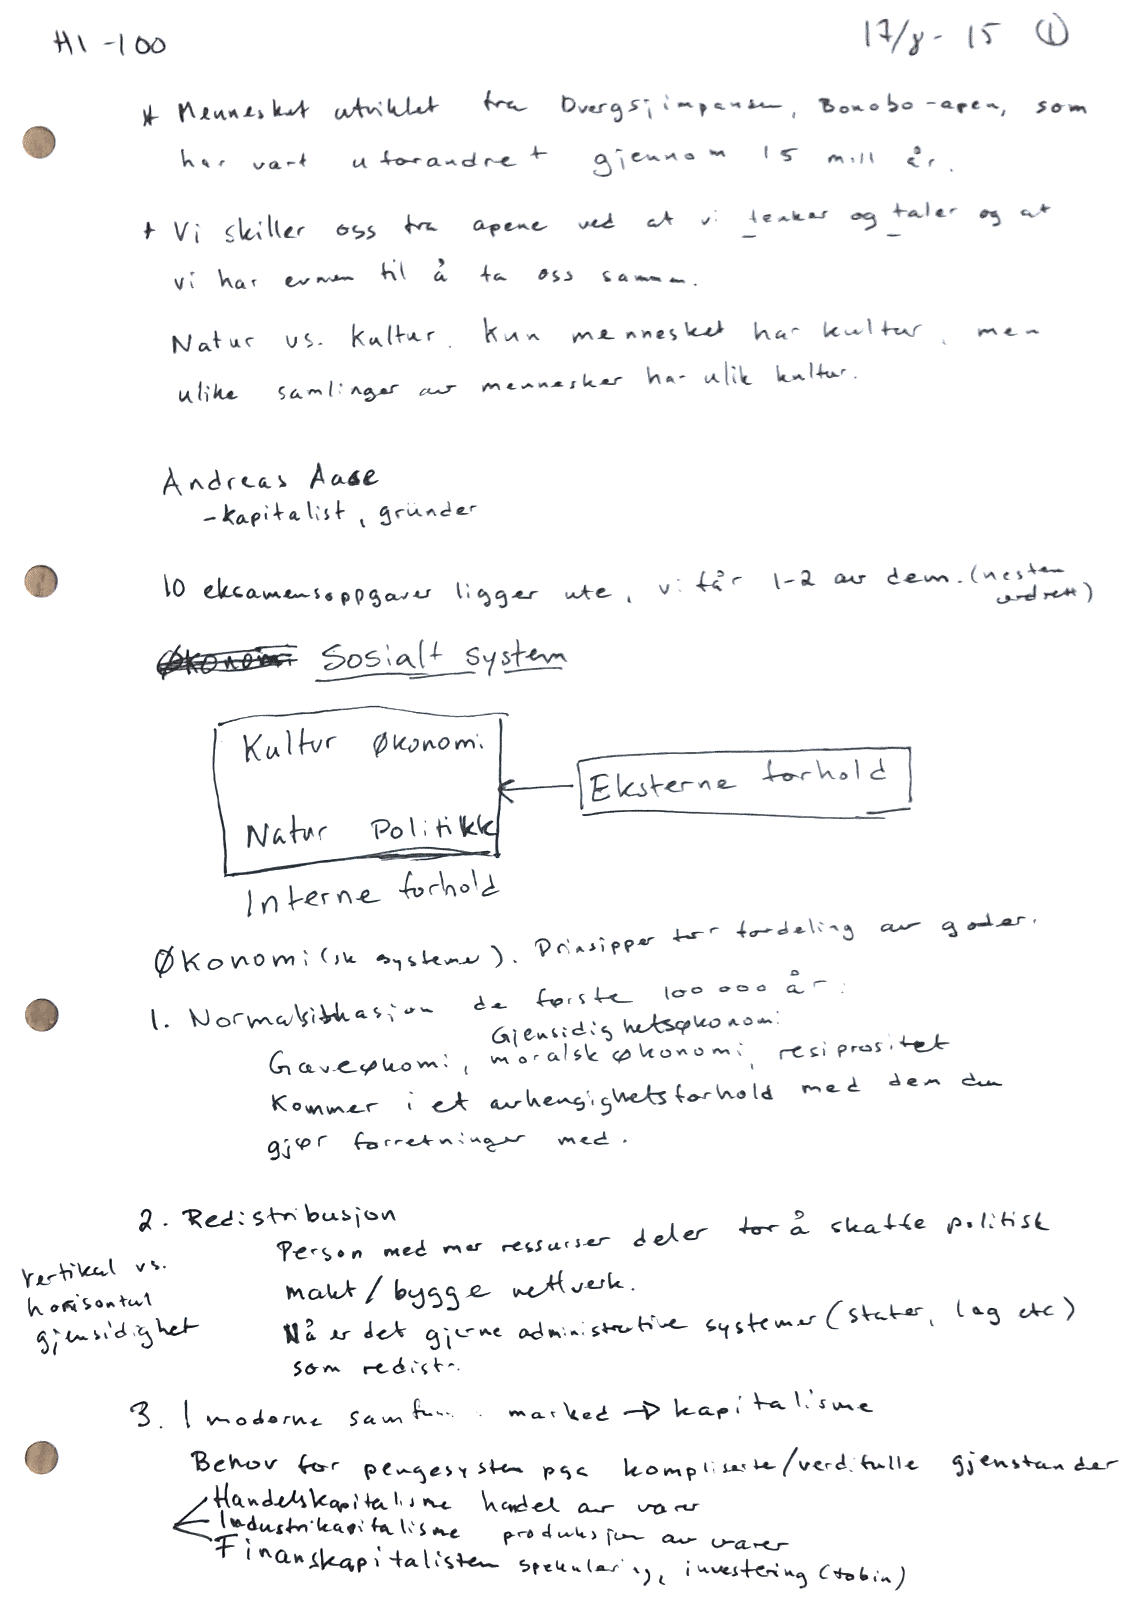 HI-100
17/8-15 ①
* Mennesket utviklet fra Dvergsjimpansen, Bonobo-apen, som
har vært uforandret gjennom 15 mill år.
* Vi skiller oss fra apene ved at vi tenker og taler og at
vi har evnen til å ta oss sammen.
Natur vs. kultur. Kun mennesket har kultur, men
ulike samlinger av mennesker har ulik kultur.
Andreas Aase
- kapitalist, gründer
10 eksamensoppgaver ligger ute, vi får 1-2 av dem. (nesten
ordrett)
Økonomi Sosialt system
Kultur Økonomi
Eksterne forhold
Natur Politikk
Interne forhold
Økonomi(sk systemer). Prinsipper for fordeling av goder.
1. Normalsituasjon de første 100 000 år:
Gjensidighetsøkonomi
Gaveøkomi, moralsk økonomi, resiprositet
Kommer i et avhengighetsforhold med dem du
gjør forretninger med.
2. Redistribusjon
Person med mer ressurser deler for å skaffe politisk
makt / bygge nettverk.
Nå er det gjerne administrative systemer (stater, lag etc)
som redistr.
vertikal vs.
horisontal
gjensidighet
3. I moderne samfunn. marked → kapitalisme
Behov for pengesystem pga kompliserte/verdifulle gjenstander
Handelskapitalisme handel av varer
Industrikapitalisme produksjon av varer
Finanskapitalisten spekulering, investering (tobin)